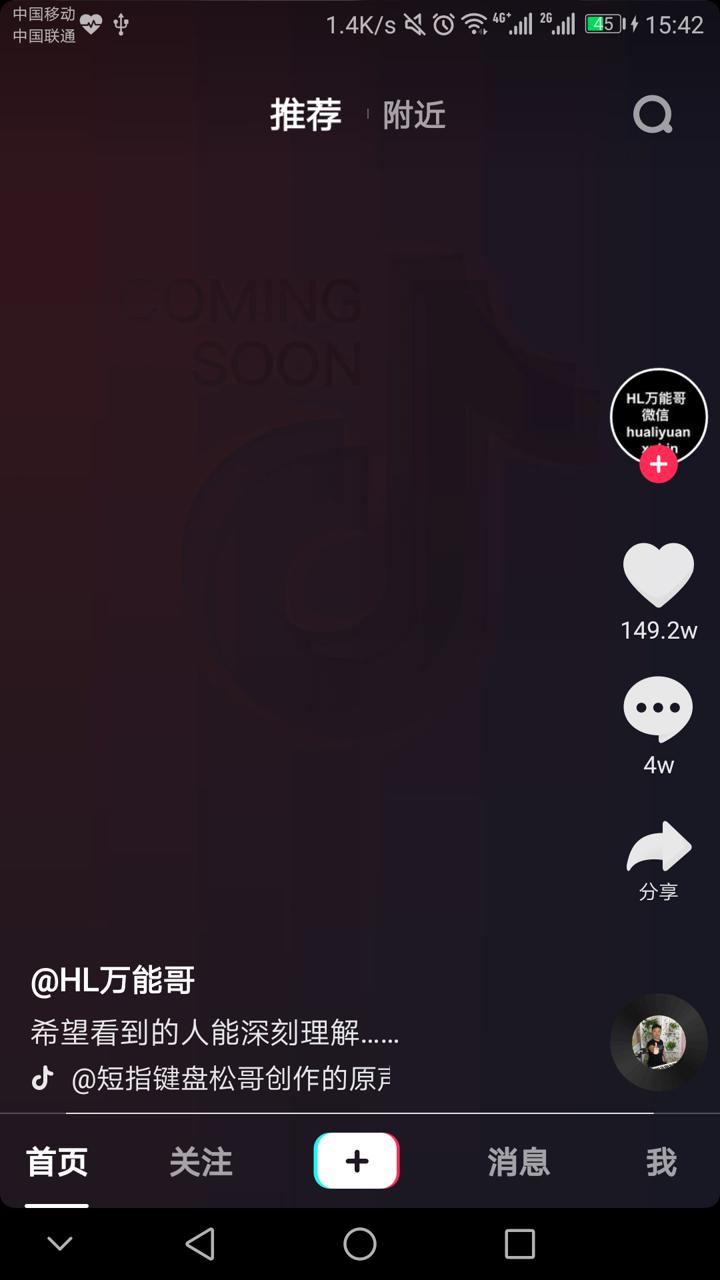 中国移动
中国联通
1.4K/s
4G+
2G
45
15:42
推荐
附近
COMING
SOON
HL万能哥
微信
hualiyuan
149.2w
4w
分享
@HL万能哥
希望看到的人能深刻理解……
@短指键盘松哥创作的原声
首页
关注
消息
我